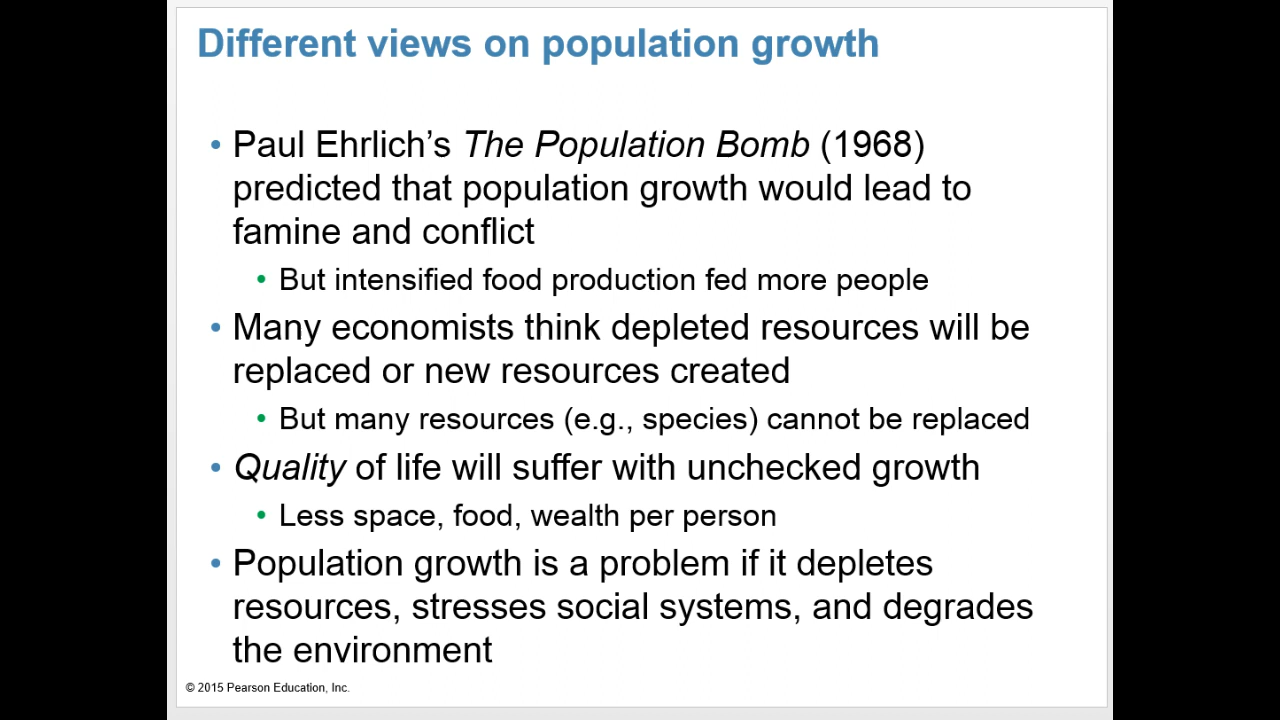 Different views on population growth
• Paul Ehrlich's The Population Bomb (1968)
predicted that population growth would lead to
famine and conflict
• But intensified food production fed more people
• Many economists think depleted resources will be
replaced or new resources created
• But many resources (e.g., species) cannot be replaced
• Quality of life will suffer with unchecked growth
• Less space, food, wealth per person
• Population growth is a problem if it depletes
resources, stresses social systems, and degrades
the environment
© 2015 Pearson Education, Inc.